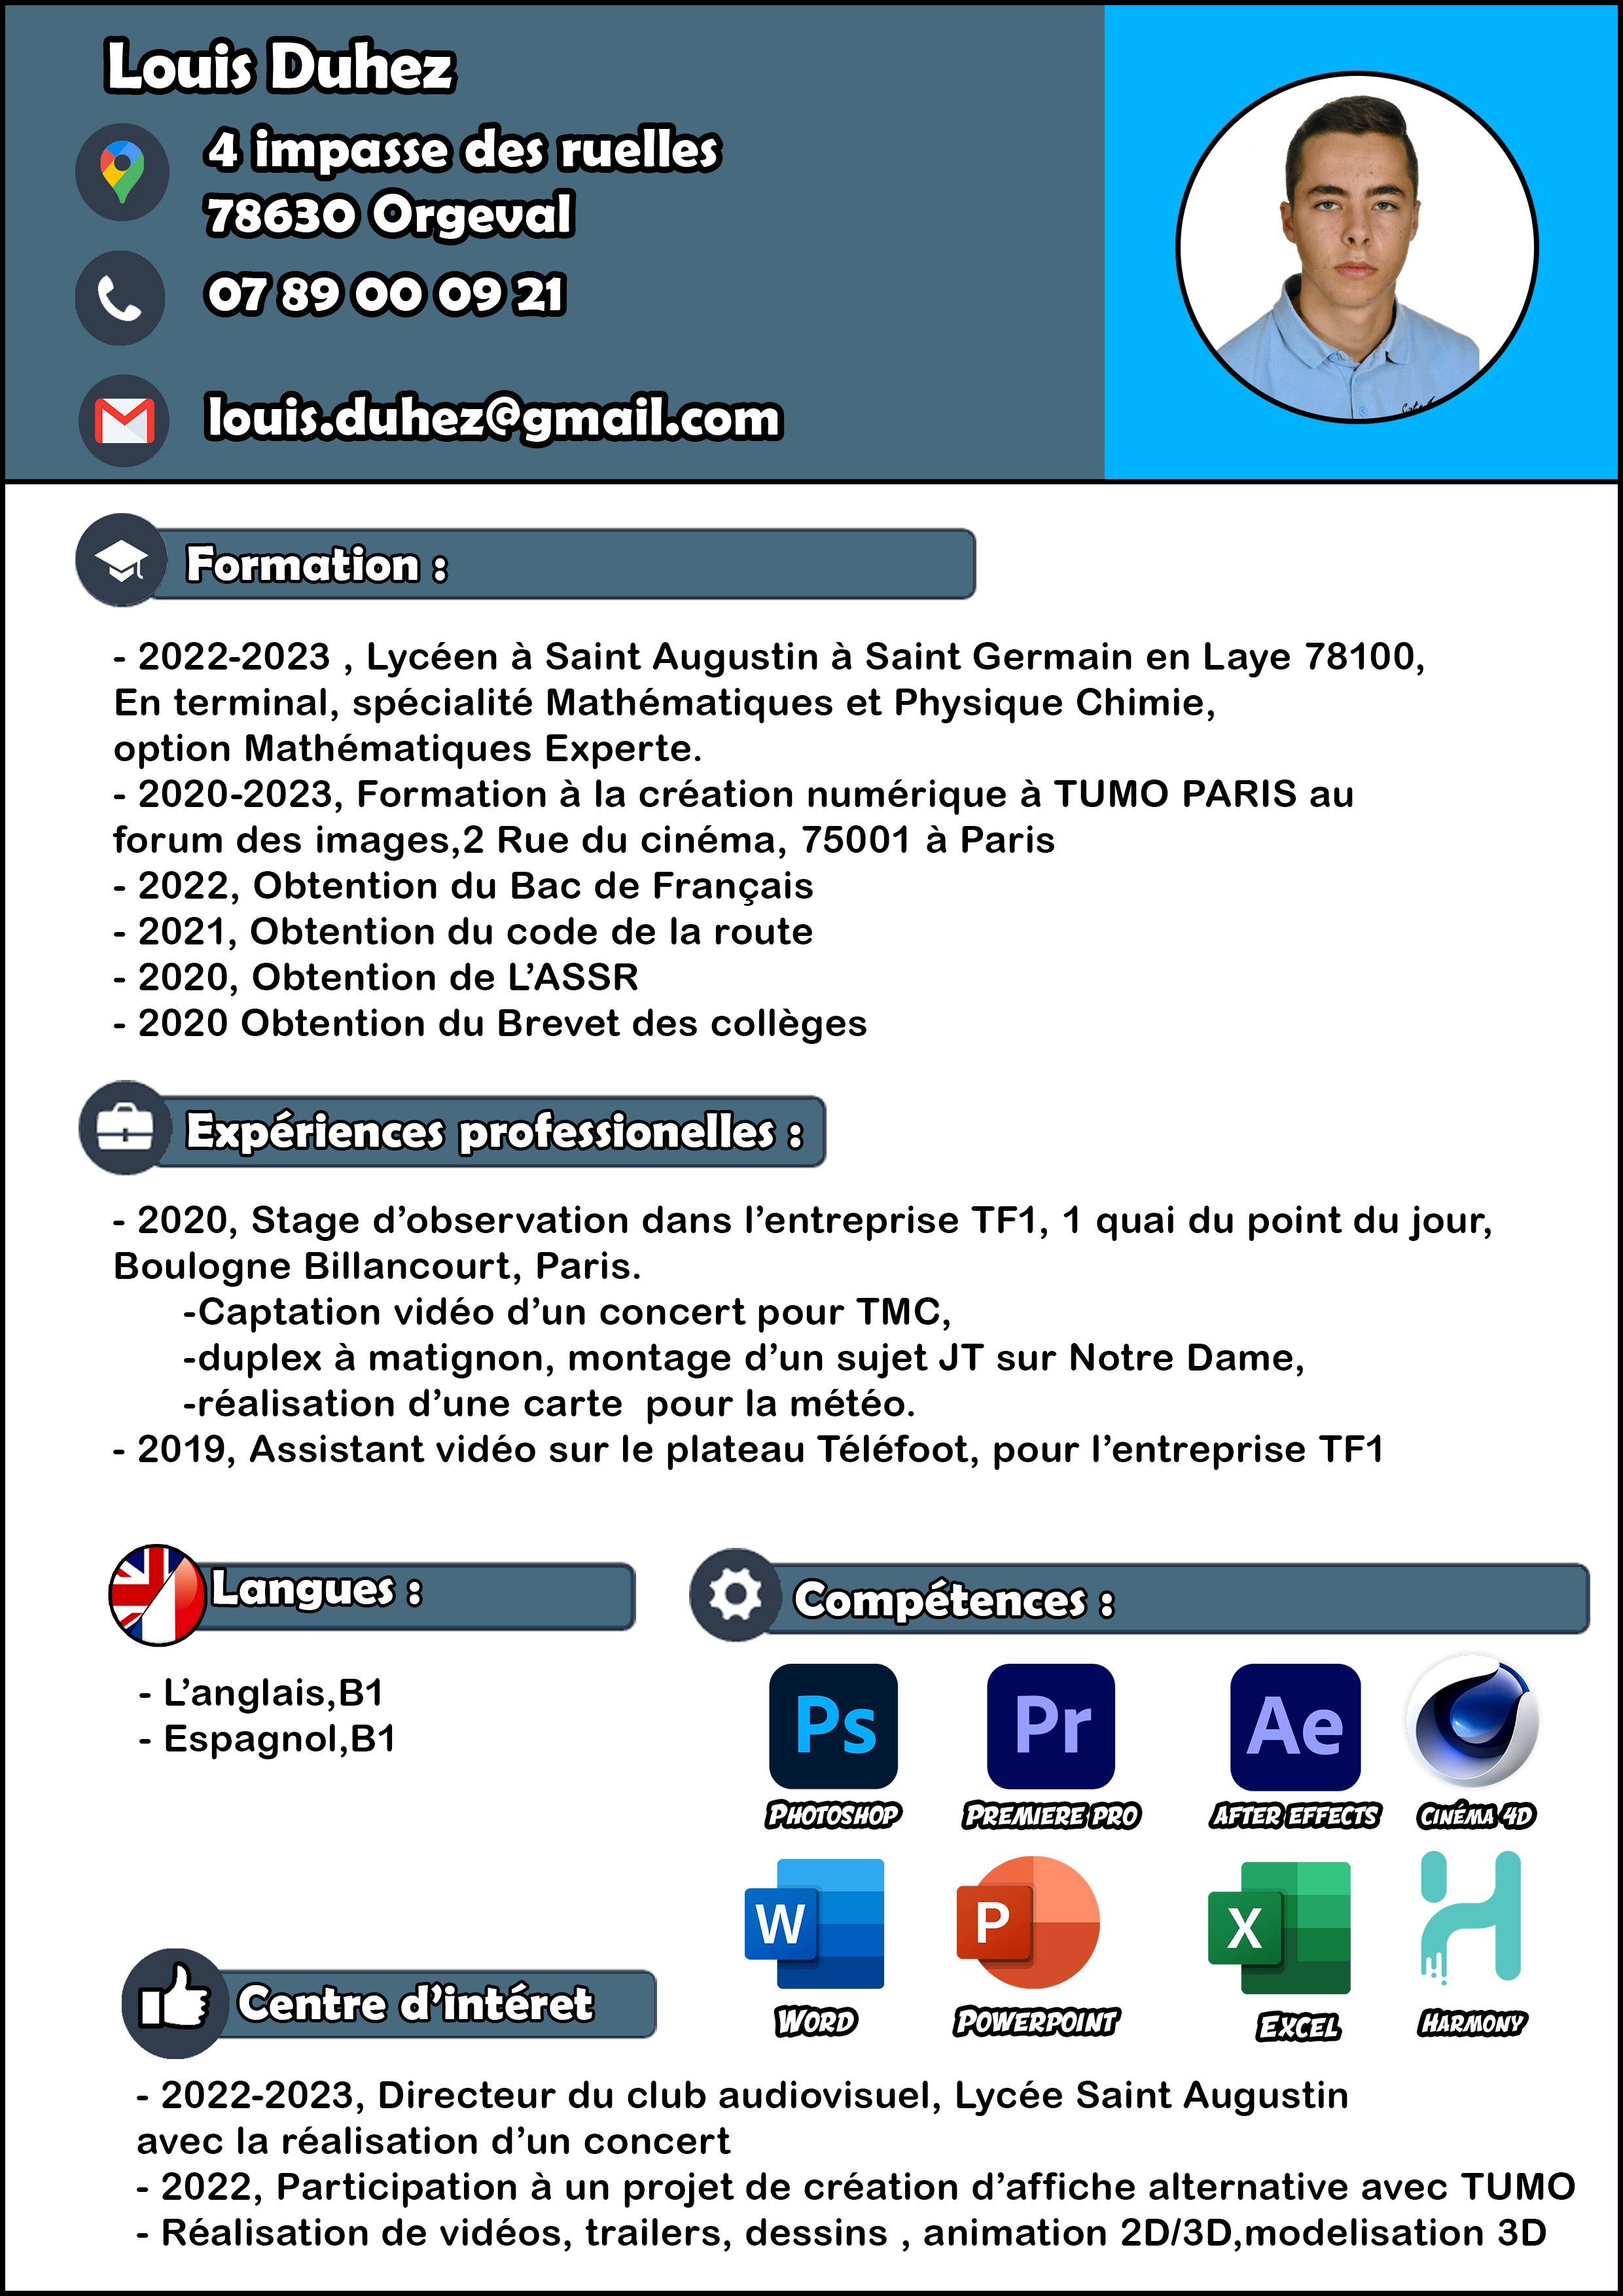 Louis Duhez
4 impasse des ruelles
78630 Orgeval
07 89 00 09 21
louis.duhez@gmail.com
Formation :
- 2022-2023 , Lycéen à Saint Augustin à Saint Germain en Laye 78100,
En terminal, spécialité Mathématiques et Physique Chimie,
option Mathématiques Experte.
- 2020-2023, Formation à la création numérique à TUMO PARIS au
forum des images,2 Rue du cinéma, 75001 à Paris
- 2022, Obtention du Bac de Français
- 2021, Obtention du code de la route
- 2020, Obtention de L’ASSR
- 2020 Obtention du Brevet des collèges
Expériences professionelles :
- 2020, Stage d’observation dans l’entreprise TF1, 1 quai du point du jour,
Boulogne Billancourt, Paris.
-Captation vidéo d’un concert pour TMC,
-duplex à matignon, montage d’un sujet JT sur Notre Dame,
-réalisation d’une carte  pour la météo.
- 2019, Assistant vidéo sur le plateau Téléfoot, pour l’entreprise TF1
Langues :
- L’anglais,B1
- Espagnol,B1
Compétences :
Ps Pr Ae
Photoshop Premiere pro After effects Cinéma 4D
W P X
Word Powerpoint Excel Harmony
Centre d’intéret
- 2022-2023, Directeur du club audiovisuel, Lycée Saint Augustin
avec la réalisation d’un concert
- 2022, Participation à un projet de création d’affiche alternative avec TUMO
- Réalisation de vidéos, trailers, dessins , animation 2D/3D,modelisation 3D